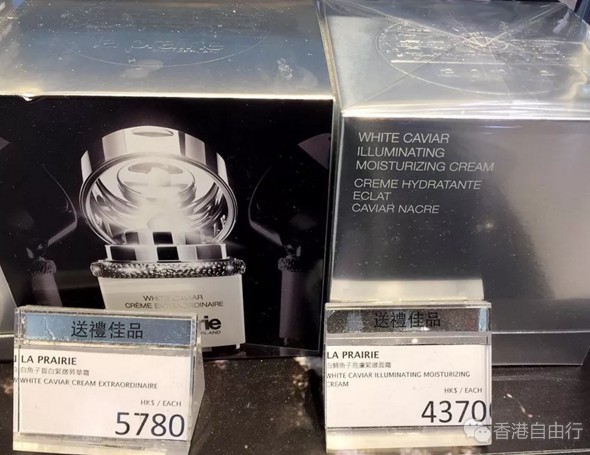 WHITE CAVIAR
ILLUMINATING
MOISTURIZING CREAM
CREME HYDRATANTE
ECLAT
CAVIAR NACRE
WHITE CAVIAR
CRÈME EXTRAORDINAIRE
送禮佳品
LA PRAIRIE
WHITE CAVIAR CREAM EXTRAORDINAIRE
HK$ / EACH
5780
送禮佳品
LA PRAIRIE
WHITE CAVIAR ILLUMINATING MOISTURIZING
CREAM
HK$ / EACH
4370
香港自由行